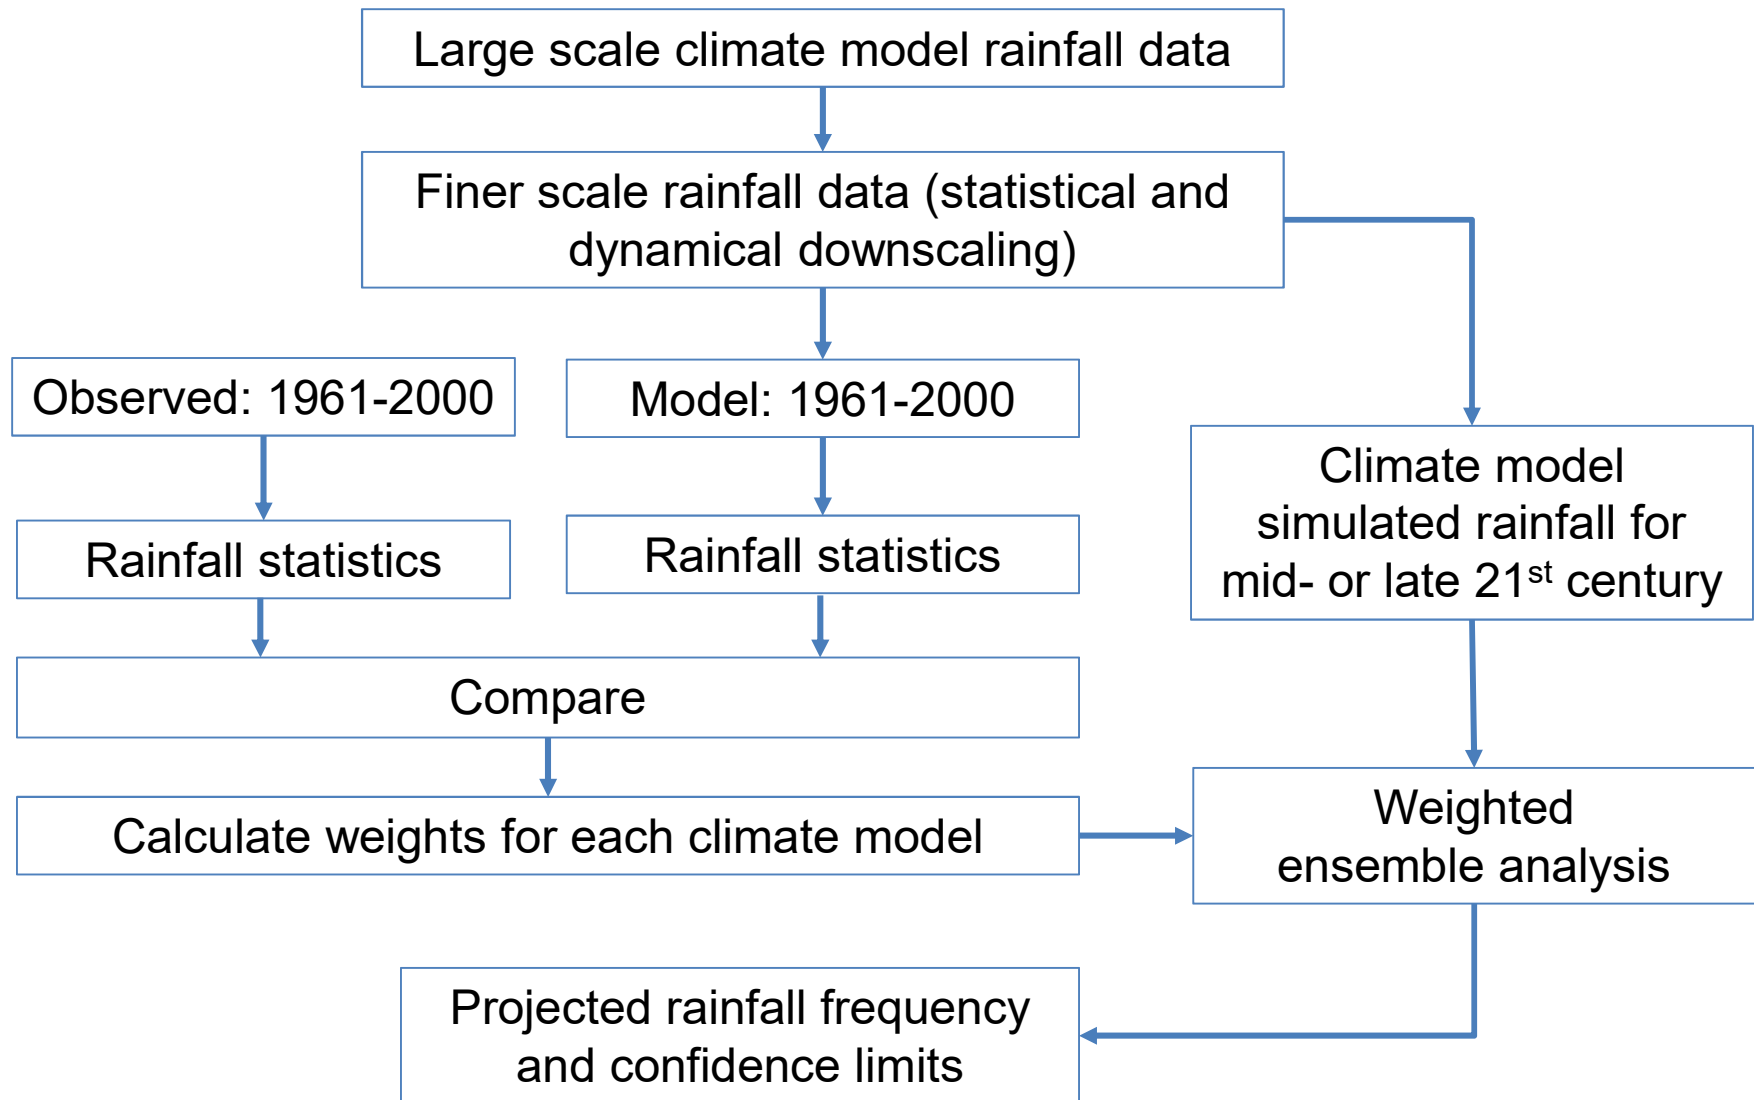 Large scale climate model rainfall data
Finer scale rainfall data (statistical and
dynamical downscaling)
Observed: 1961-2000
Model: 1961-2000
Climate model
simulated rainfall for
mid- or late 21st century
Rainfall statistics
Rainfall statistics
Compare
Calculate weights for each climate model
Weighted
ensemble analysis
Projected rainfall frequency
and confidence limits